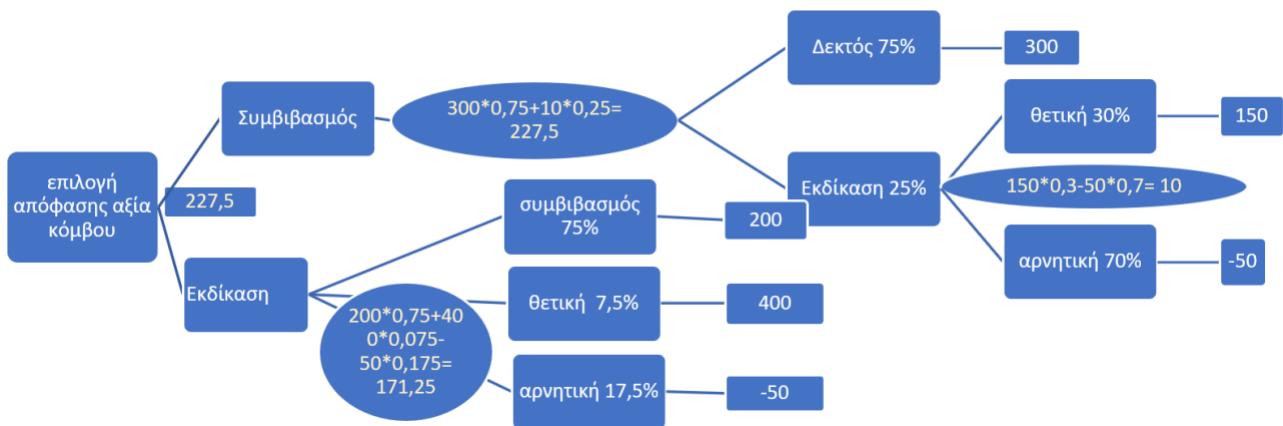 επιλογή
απόφασης αξία
κόμβου
227,5
Συμβιβασμός
300*0,75+10*0,25=
227,5
Δεκτός 75%
300
Εκδίκαση 25%
θετική 30%
150
150*0,3-50*0,7= 10
αρνητική 70%
-50
Εκδίκαση
200*0,75+40
0*0,075-
50*0,175=
171,25
συμβιβασμός
75%
200
θετική 7,5%
400
αρνητική 17,5%
-50